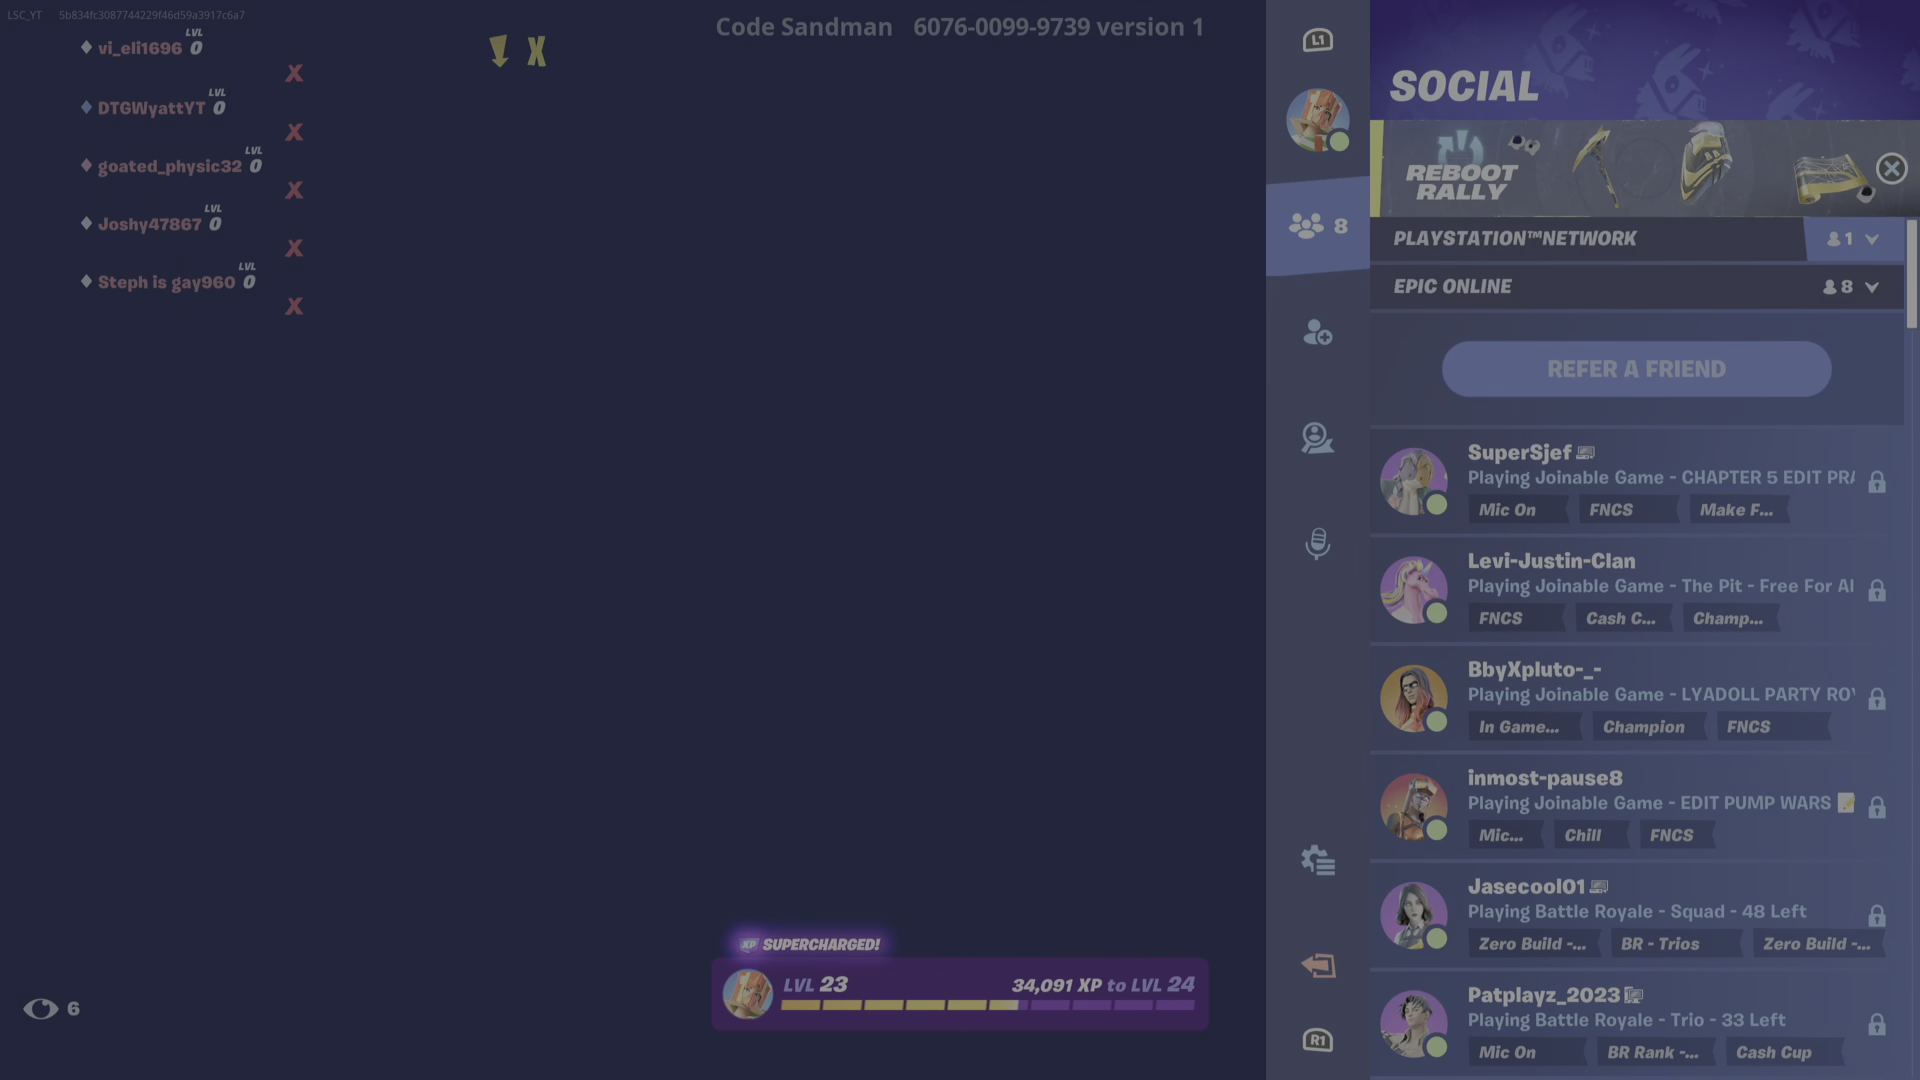 LSC_YT 5b834fc3087744229f46d59a3917c6a7
LVL
vi_eli1696 0
X
LVL
DTGWyattYT 0
X
LVL
goated_physic32 0
X
LVL
Joshy47867 0
X
LVL
Steph is gay960 0
X
X
Code Sandman 6076-0099-9739 version 1
XP SUPERCHARGED!
LVL 23 34,091 XP to LVL 24
6
L1
8
R1
SOCIAL
REBOOT
RALLY
PLAYSTATION™NETWORK 1
EPIC ONLINE 8
REFER A FRIEND
SuperSjef
Playing Joinable Game - CHAPTER 5 EDIT PRA
Mic On FNCS Make F...
Levi-Justin-Clan
Playing Joinable Game - The Pit - Free For Al
FNCS Cash C... Champ...
BbyXpluto-_-
Playing Joinable Game - LYADOLL PARTY ROY
In Game... Champion FNCS
inmost-pause8
Playing Joinable Game - EDIT PUMP WARS
Mic... Chill FNCS
Jasecool01
Playing Battle Royale - Squad - 48 Left
Zero Build -... BR - Trios Zero Build -...
Patplayz_2023
Playing Battle Royale - Trio - 33 Left
Mic On BR Rank -... Cash Cup